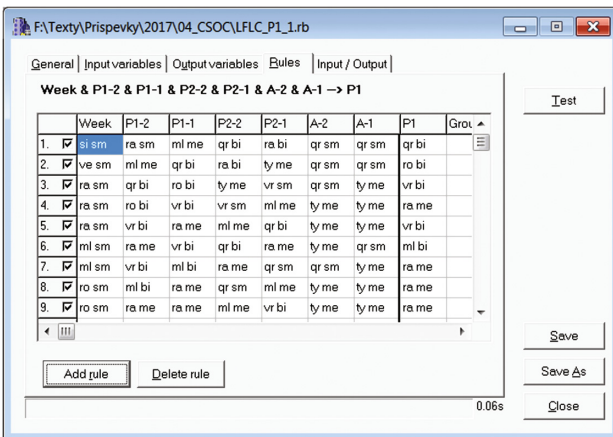 F:\Texty\Prispevky\2017\04_CSOC\LFLC_P1_1.rb
General Input variables Output variables Rules Input / Output
Week & P1-2 & P1-1 & P2-2 & P2-1 & A-2 & A-1 --> P1
Test
Week P1-2 P1-1 P2-2 P2-1 A-2 A-1 P1 Grou
1. si sm ra sm ml me qr bi ra bi qr sm qr sm qr bi
2. ve sm ml me qr bi ra bi ty me qr sm qr sm ro bi
3. ra sm qr bi ro bi ty me vr sm qr sm ty me vr bi
4. ra sm ro bi vr bi vr sm ml me ty me ty me ra me
5. ra sm vr bi ra me ml me qr bi ty me ty me vr bi
6. ml sm ra me vr bi qr bi ra me ty me qr sm ml bi
7. ml sm vr bi ml bi ra me qr sm qr sm ty me ra me
8. ro sm ml bi ra me qr sm ml me ty me ty me ra me
9. ro sm ra me ra me ml me vr bi ty me ty me ra me
Save
Add rule Delete rule
Save As
0.06s
Close